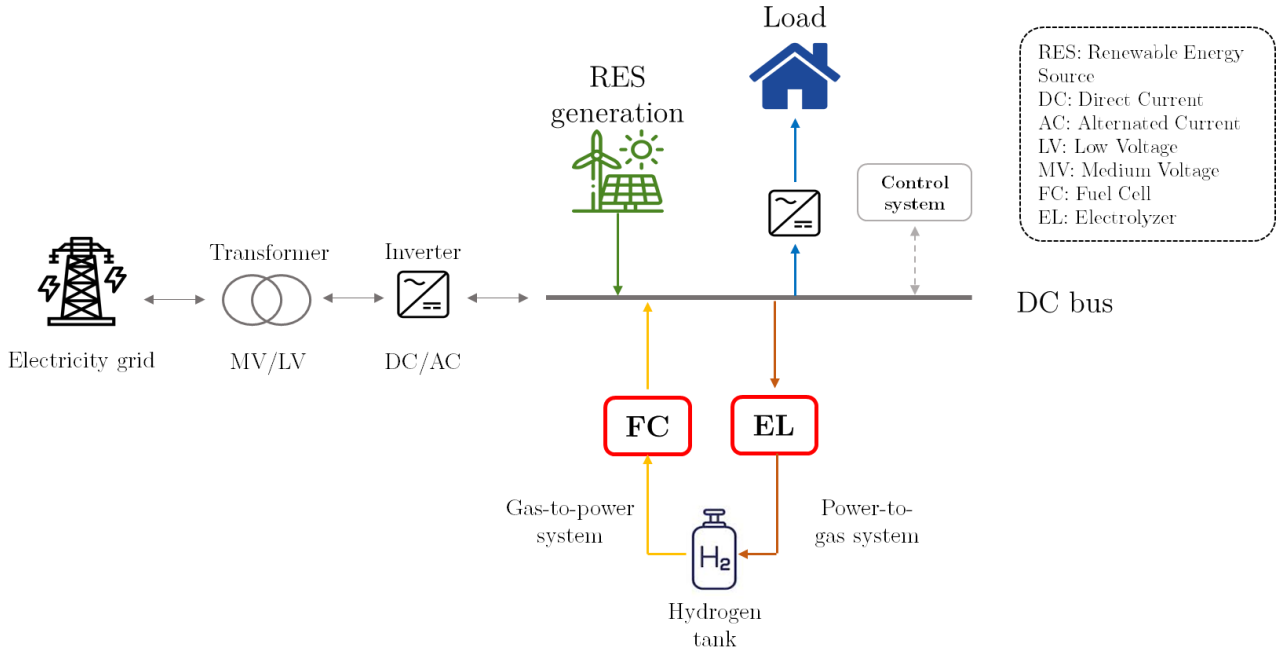 Load
RES
generation
RES: Renewable Energy
Source
DC: Direct Current
AC: Alternated Current
LV: Low Voltage
MV: Medium Voltage
FC: Fuel Cell
EL: Electrolyzer
Control
system
Transformer
Inverter
DC bus
Electricity grid
MV/LV
DC/AC
FC
EL
Gas-to-power
system
Power-to-
gas system
H₂
Hydrogen
tank